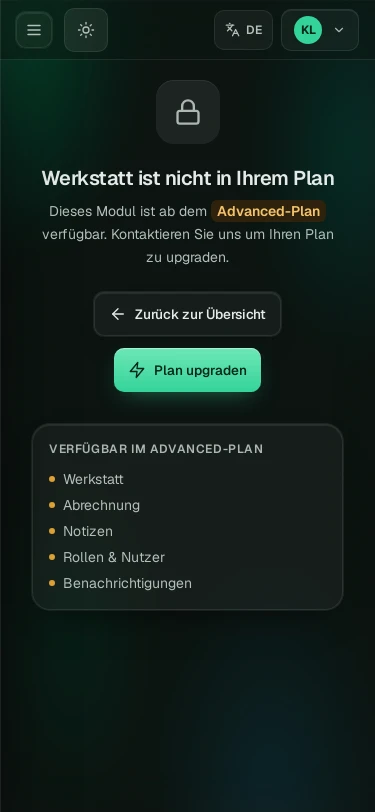 DE
KL
Werkstatt ist nicht in Ihrem Plan
Dieses Modul ist ab dem Advanced-Plan
verfügbar. Kontaktieren Sie uns um Ihren Plan
zu upgraden.
Zurück zur Übersicht
Plan upgraden
VERFÜGBAR IM ADVANCED-PLAN
Werkstatt
Abrechnung
Notizen
Rollen & Nutzer
Benachrichtigungen